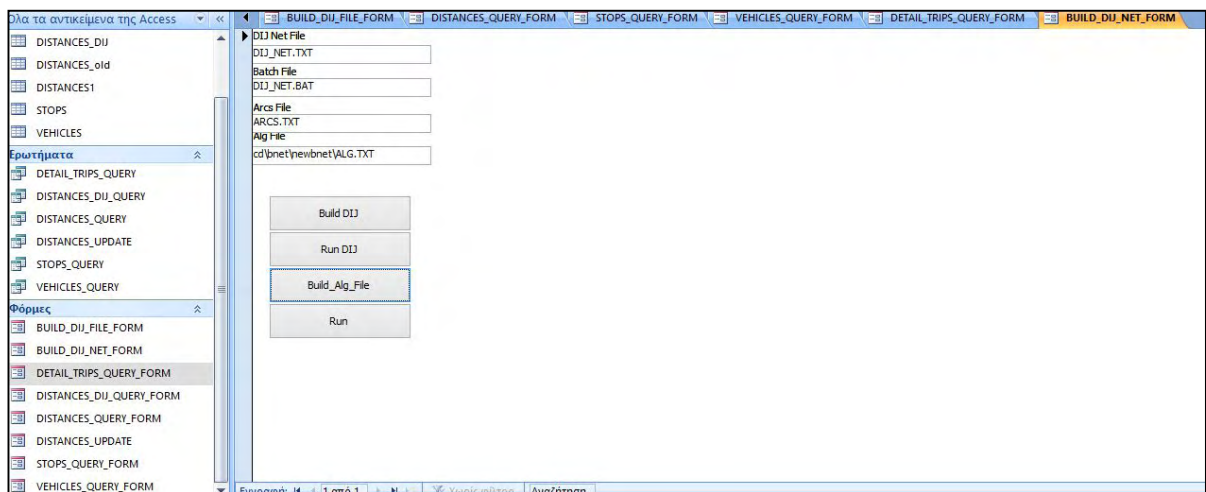 Όλα τα αντικείμενα της Access
DISTANCES_DIJ
DISTANCES_old
DISTANCES1
STOPS
VEHICLES
Ερωτήματα
DETAIL_TRIPS_QUERY
DISTANCES_DIJ_QUERY
DISTANCES_QUERY
DISTANCES_UPDATE
STOPS_QUERY
VEHICLES_QUERY
Φόρμες
BUILD_DIJ_FILE_FORM
BUILD_DIJ_NET_FORM
DETAIL_TRIPS_QUERY_FORM
DISTANCES_DIJ_QUERY_FORM
DISTANCES_QUERY_FORM
DISTANCES_UPDATE
STOPS_QUERY_FORM
VEHICLES_QUERY_FORM
BUILD_DIJ_FILE_FORM DISTANCES_QUERY_FORM STOPS_QUERY_FORM VEHICLES_QUERY_FORM DETAIL_TRIPS_QUERY_FORM BUILD_DIJ_NET_FORM
DIJ Net File
DIJ_NET.TXT
Batch File
DIJ_NET.BAT
Arcs File
ARCS.TXT
Alg File
cd\bnet\newbnet\ALG.TXT
Build DIJ
Run DIJ
Build_Alg_File
Run
Εγγραφή: 1 από 1 Χωρίς φίλτρο Αναζήτηση